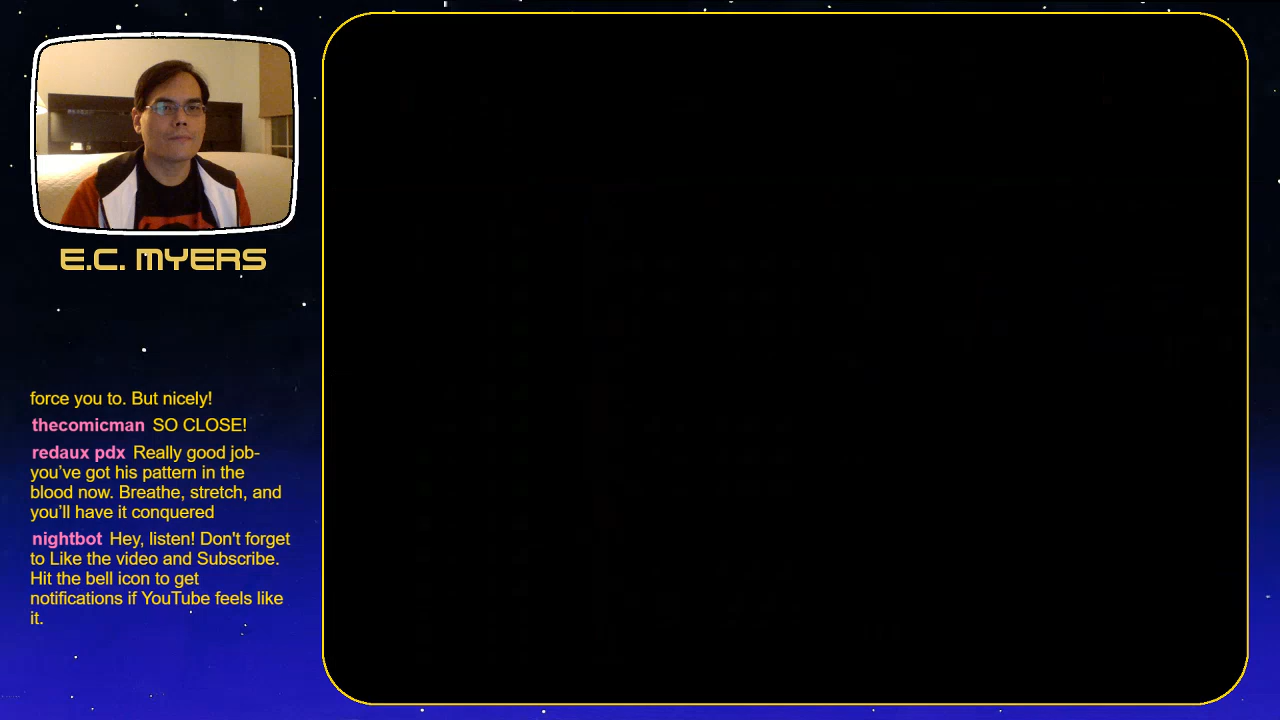 E.C. MYERS
force you to. But nicely!
thecomicman SO CLOSE!
redaux pdx Really good job-
you’ve got his pattern in the
blood now. Breathe, stretch, and
you’ll have it conquered
nightbot Hey, listen! Don't forget
to Like the video and Subscribe.
Hit the bell icon to get
notifications if YouTube feels like
it.